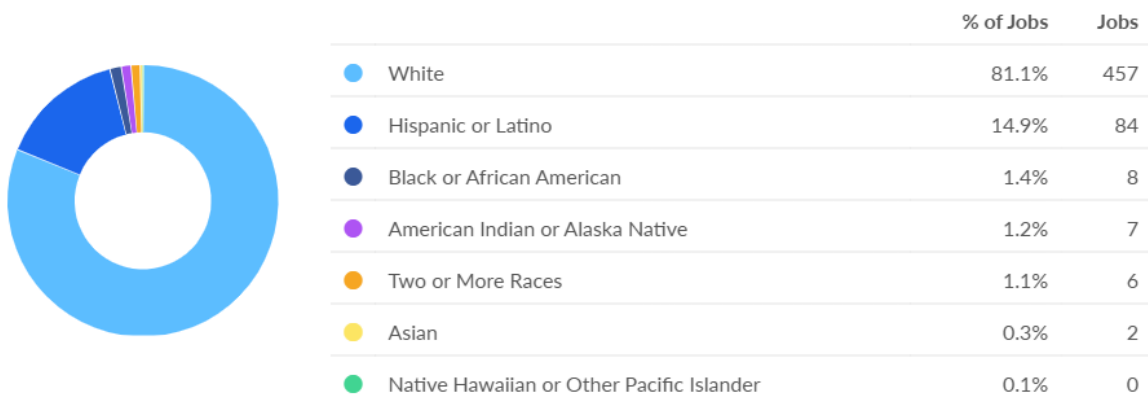 % of Jobs Jobs
White 81.1% 457
Hispanic or Latino 14.9% 84
Black or African American 1.4% 8
American Indian or Alaska Native 1.2% 7
Two or More Races 1.1% 6
Asian 0.3% 2
Native Hawaiian or Other Pacific Islander 0.1% 0